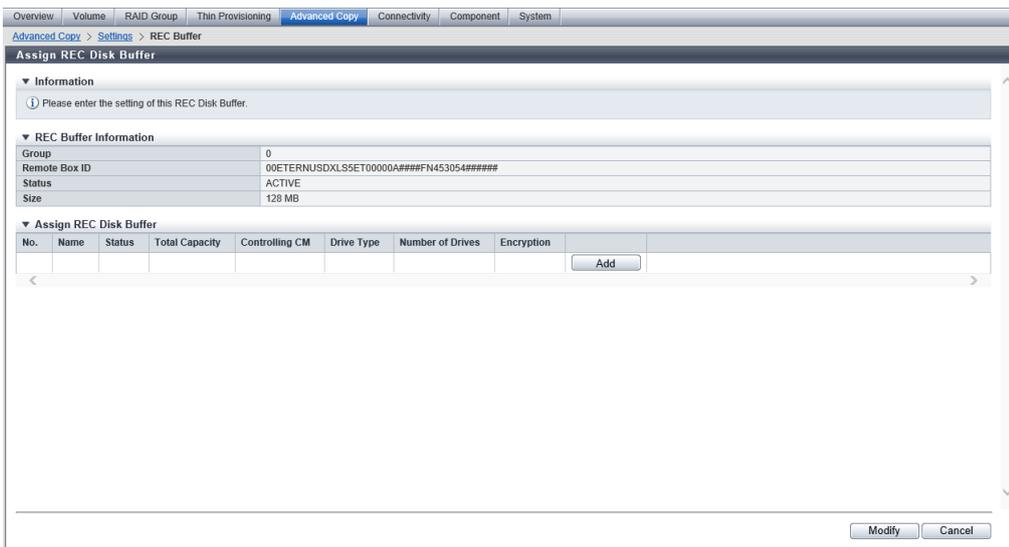 Overview Volume RAID Group Thin Provisioning Advanced Copy Connectivity Component System
Advanced Copy > Settings > REC Buffer
Assign REC Disk Buffer
▼ Information
Please enter the setting of this REC Disk Buffer.
▼ REC Buffer Information
Group 0
Remote Box ID 00ETERNUSDXLS5ET00000A####FN453054######
Status ACTIVE
Size 128 MB
▼ Assign REC Disk Buffer
No. Name Status Total Capacity Controlling CM Drive Type Number of Drives Encryption
Add
Modify Cancel